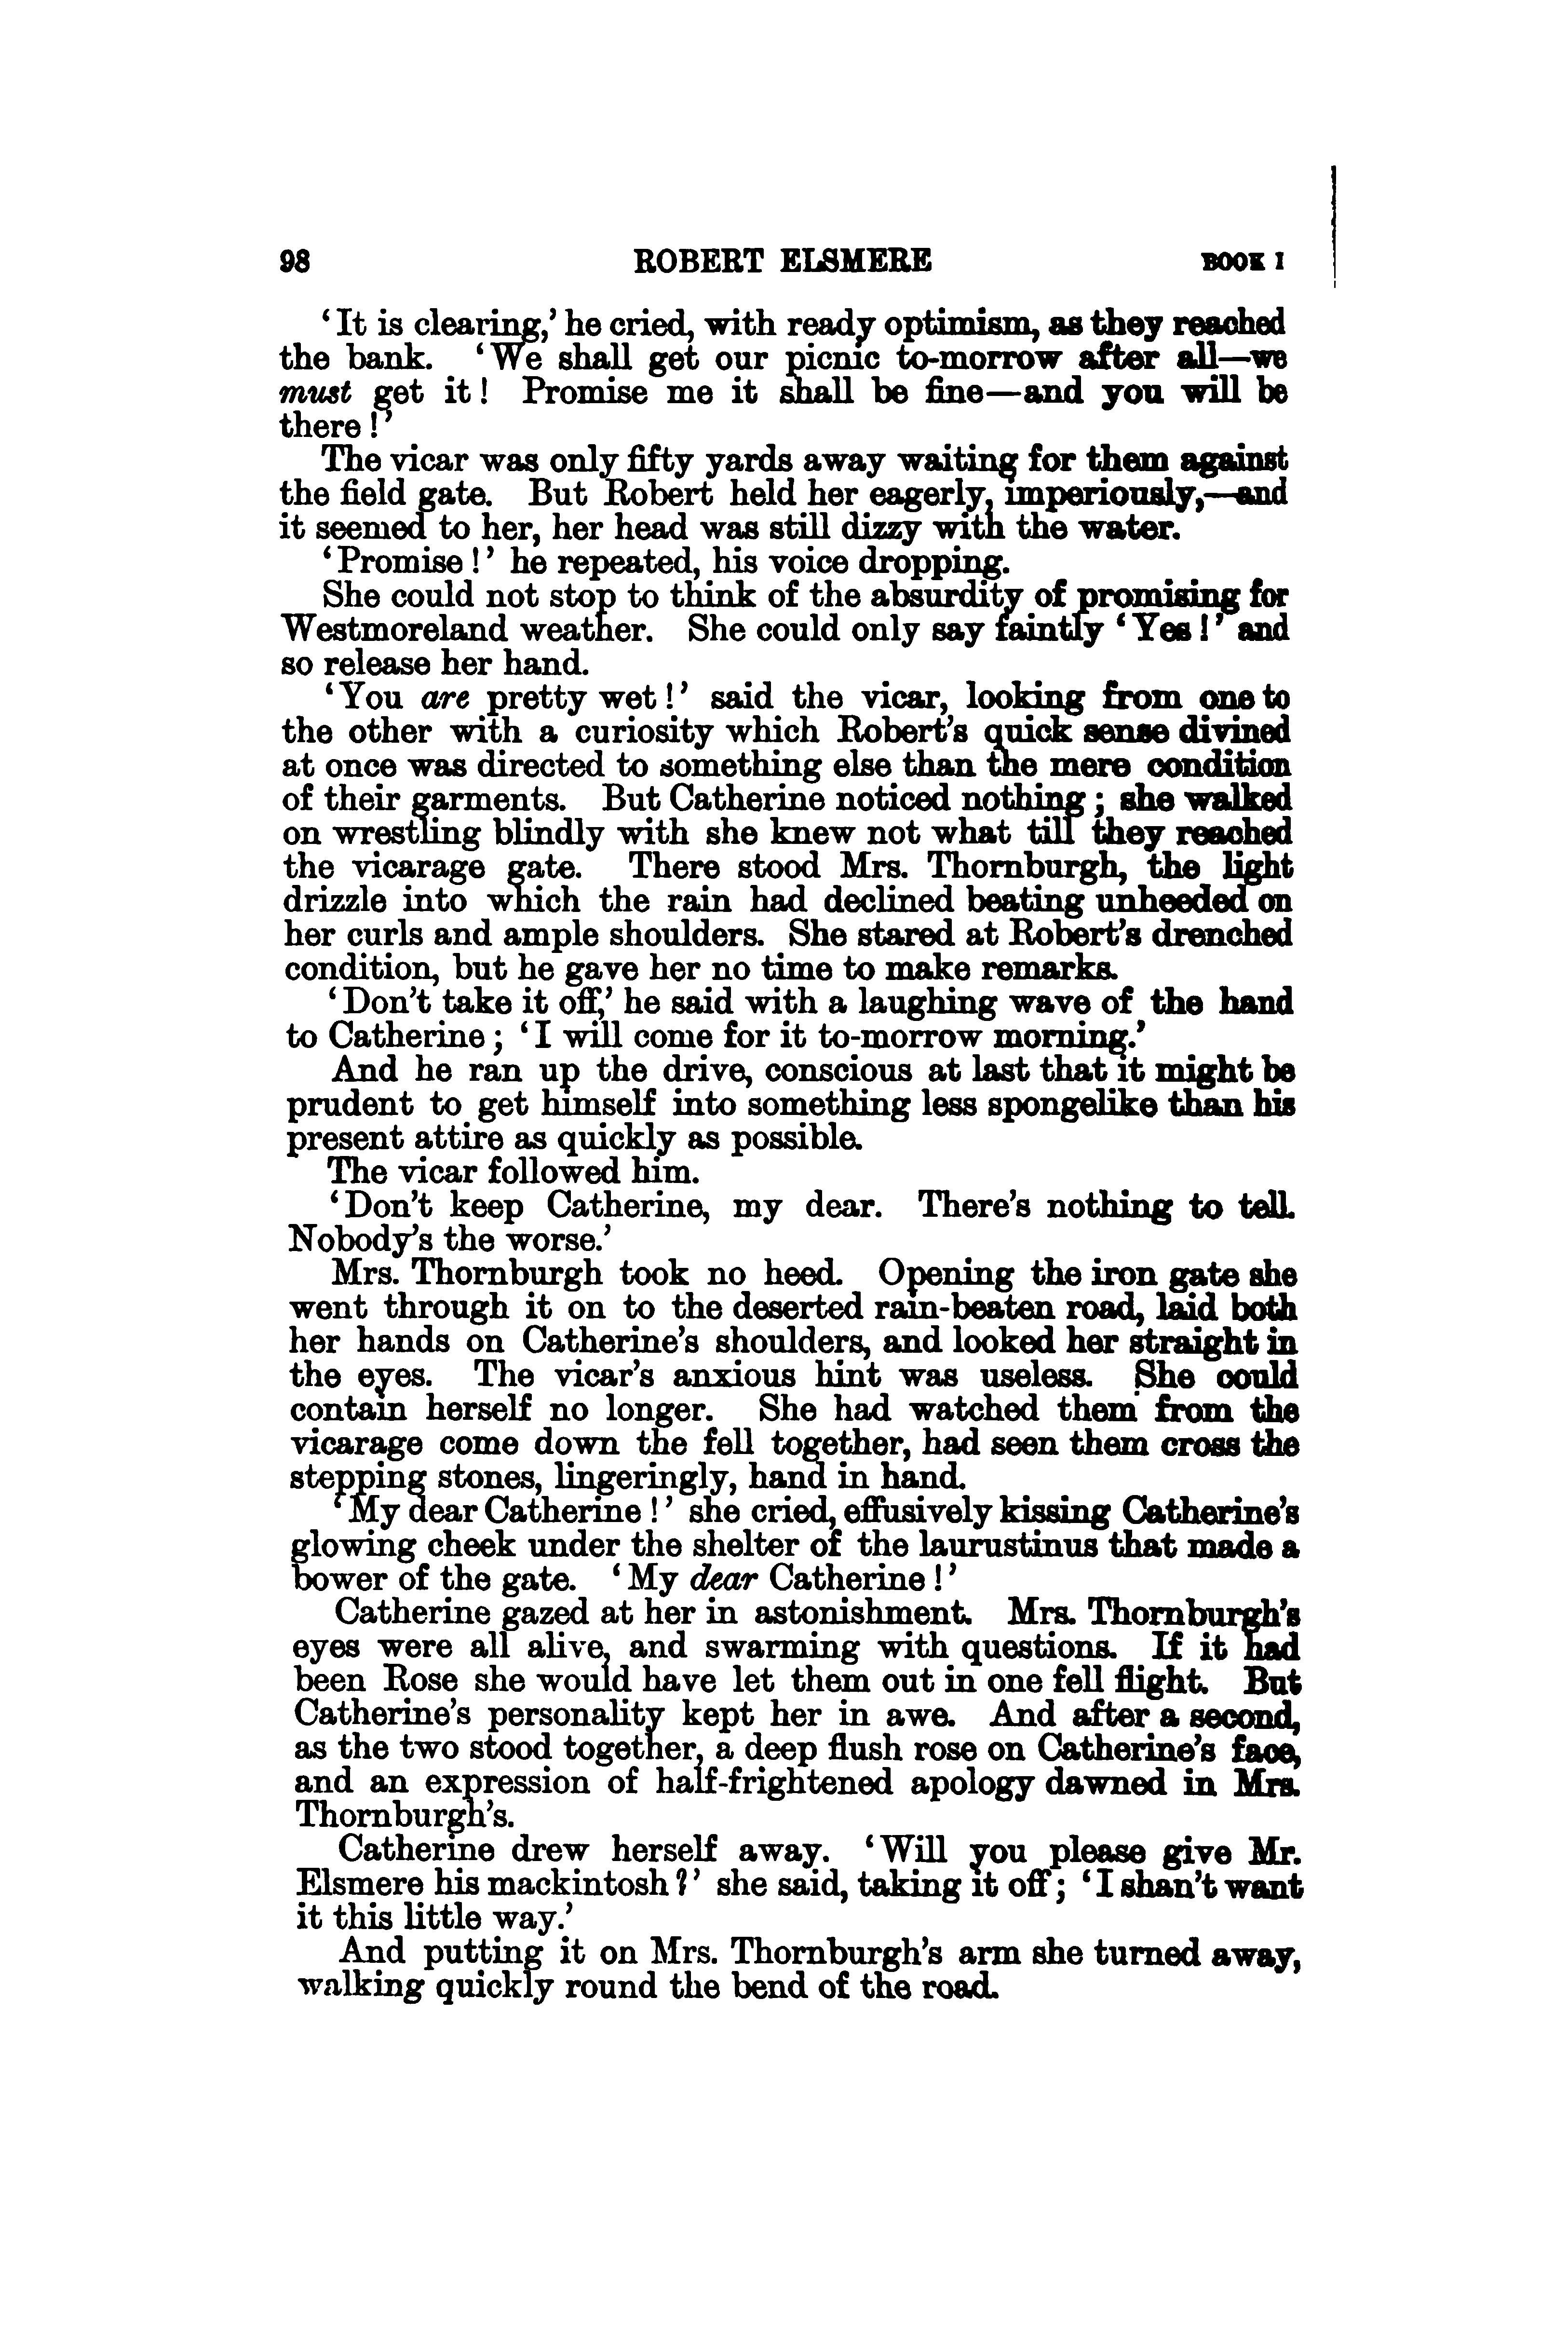 98 ROBERT ELSMERE BOOK I
‘It is clearing,’ he cried, with ready optimism, as they reached
the bank. ‘We shall get our picnic to-morrow after all—we
must get it! Promise me it shall be fine—and you will be
there!’
The vicar was only fifty yards away waiting for them against
the field gate. But Robert held her eagerly, imperiously,—and
it seemed to her, her head was still dizzy with the water.
‘Promise!’ he repeated, his voice dropping.
She could not stop to think of the absurdity of promising for
Westmoreland weather. She could only say faintly ‘Yes!’ and
so release her hand.
‘You are pretty wet!’ said the vicar, looking from one to
the other with a curiosity which Robert’s quick sense divined
at once was directed to something else than the mere condition
of their garments. But Catherine noticed nothing; she walked
on wrestling blindly with she knew not what till they reached
the vicarage gate. There stood Mrs. Thornburgh, the light
drizzle into which the rain had declined beating unheeded on
her curls and ample shoulders. She stared at Robert’s drenched
condition, but he gave her no time to make remarks.
‘Don’t take it off,’ he said with a laughing wave of the hand
to Catherine; ‘I will come for it to-morrow morning.’
And he ran up the drive, conscious at last that it might be
prudent to get himself into something less spongelike than his
present attire as quickly as possible.
The vicar followed him.
‘Don’t keep Catherine, my dear. There’s nothing to tell.
Nobody’s the worse.’
Mrs. Thornburgh took no heed. Opening the iron gate she
went through it on to the deserted rain-beaten road, laid both
her hands on Catherine’s shoulders, and looked her straight in
the eyes. The vicar’s anxious hint was useless. She could
contain herself no longer. She had watched them from the
vicarage come down the fell together, had seen them cross the
stepping stones, lingeringly, hand in hand.
‘My dear Catherine!’ she cried, effusively kissing Catherine’s
glowing cheek under the shelter of the laurustinus that made a
bower of the gate. ‘My dear Catherine!’
Catherine gazed at her in astonishment. Mrs. Thornburgh’s
eyes were all alive, and swarming with questions. If it had
been Rose she would have let them out in one fell flight. But
Catherine’s personality kept her in awe. And after a second,
as the two stood together, a deep flush rose on Catherine’s face,
and an expression of half-frightened apology dawned in Mrs.
Thornburgh’s.
Catherine drew herself away. ‘Will you please give Mr.
Elsmere his mackintosh?’ she said, taking it off; ‘I shan’t want
it this little way.’
And putting it on Mrs. Thornburgh’s arm she turned away,
walking quickly round the bend of the road.